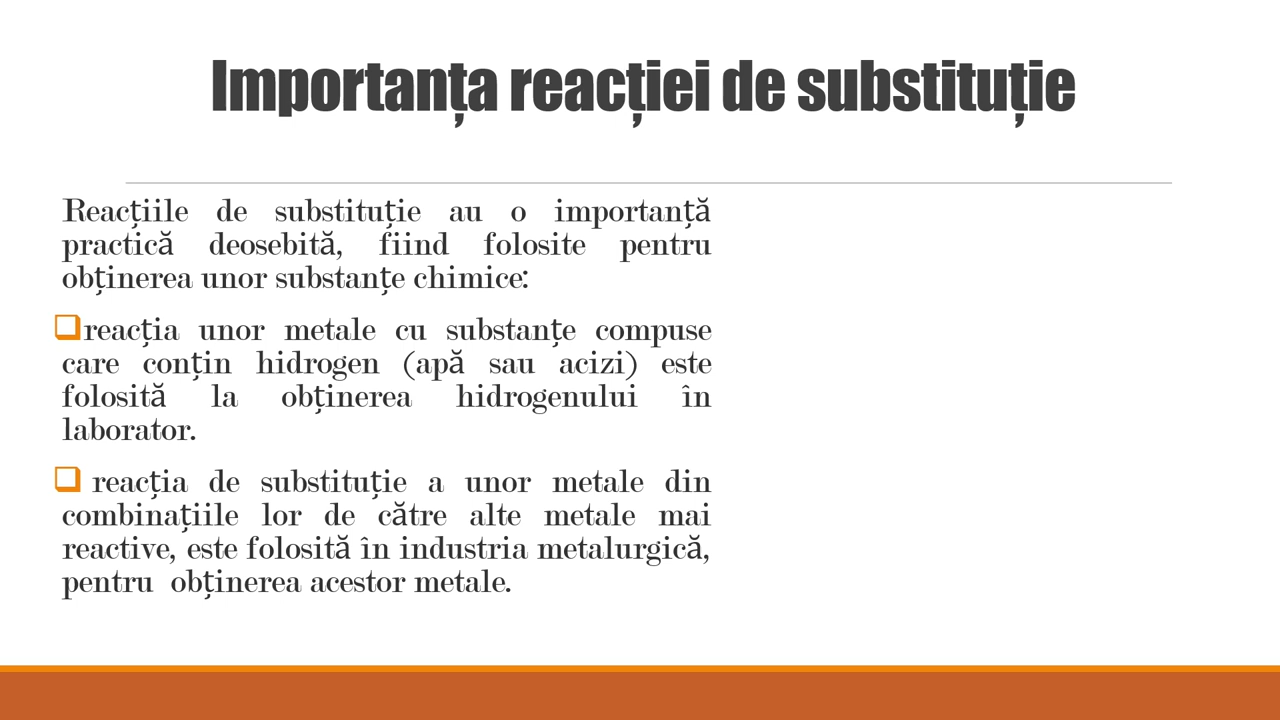 Importanța reacției de substituție
Reacțiile de substituție au o importanță
practică deosebită, fiind folosite pentru
obținerea unor substanțe chimice:
reacția unor metale cu substanțe compuse
care conțin hidrogen (apă sau acizi) este
folosită la obținerea hidrogenului în
laborator.
reacția de substituție a unor metale din
combinațiile lor de către alte metale mai
reactive, este folosită în industria metalurgică,
pentru  obținerea acestor metale.